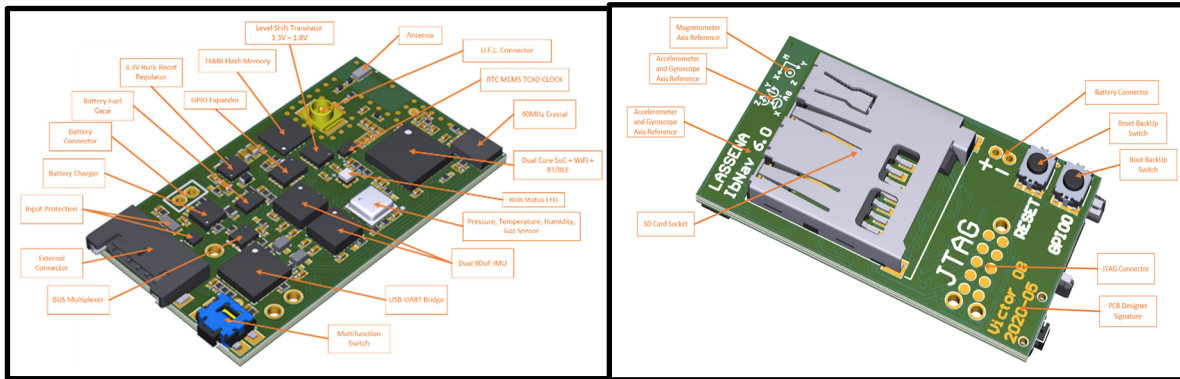 Level Shift Translator
3.3V – 1.8V
Antenna
16MB Flash Memory
U.F.L. Connector
3.3V Buck Boost
Regulator
RTC MEMS TCXO CLOCK
GPIO Expander
Battery Fuel
Gage
40MHz Crystal
Battery
Connector
Dual Core SoC + WiFi +
BT/BLE
Battery Charger
RGB Status LED
Input Protection
Pressure, Temperature, Humidity,
Gas Sensor
External
Connector
Dual 9DoF IMU
BUS Multiplexer
USB-UART Bridge
Multifunction
Switch
Magnetometer
Axis Reference
Accelerometer
and Gyroscope
Axis Reference
Accelerometer
and Gyroscope
Axis Reference
SD Card Socket
Battery Connector
Reset BackUp
Switch
Boot BackUp
Switch
JTAG Connector
PCB Designer
Signature
LASSENA
IbNav 6.0
M
X
Y
Z
Z
Y
X
AG
+
–
RESET
GPIO0
JTAG
Victor OB
2020-05